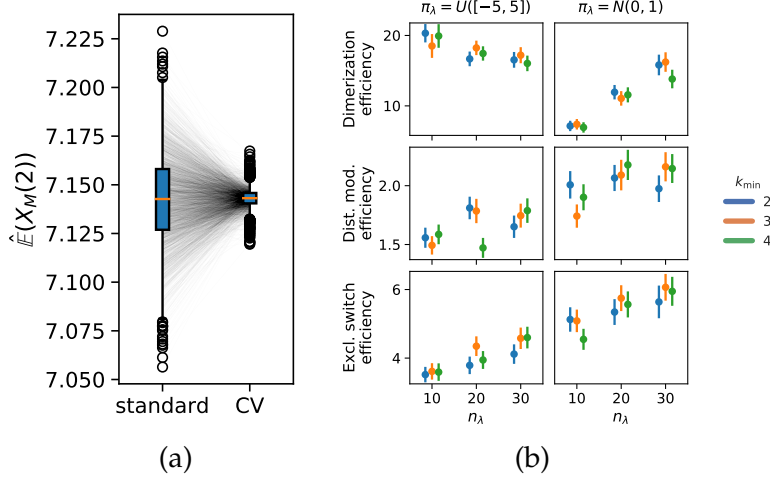 7.225
7.200
7.175
7.150
7.125
7.100
7.075
7.050
𝔼̂(X_M(2))
standard CV
(a)
π_λ = U([−5, 5]) π_λ = N(0, 1)
Dimerization
efficiency
20
10
Dist. mod.
efficiency
2.0
1.5
Excl. switch
efficiency
6
4
10 20 30 10 20 30
n_λ n_λ
k_min
2
3
4
(b)